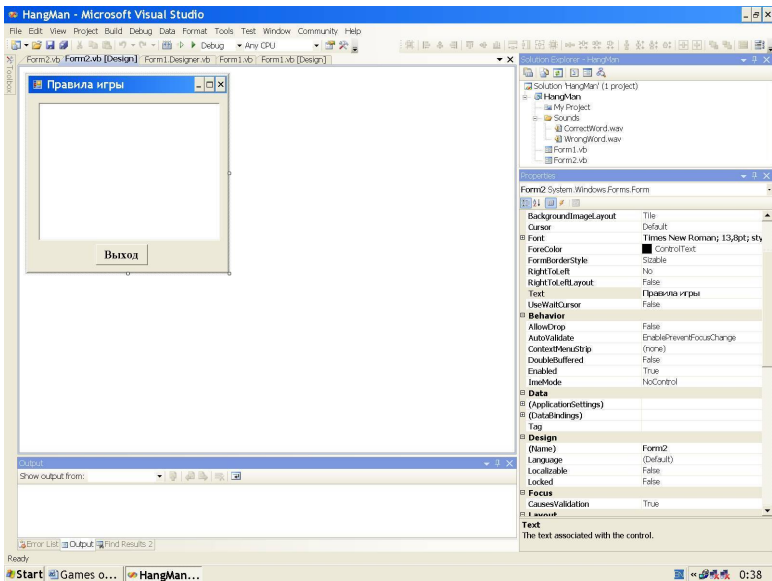 HangMan - Microsoft Visual Studio
File Edit View Project Build Debug Data Format Tools Test Window Community Help
Debug Any CPU
Form2.vb Form2.vb [Design] Form1.Designer.vb Form1.vb Form1.vb [Design]
Toolbox
Правила игры
Выход
Solution Explorer - HangMan
Solution 'HangMan' (1 project)
HangMan
My Project
Sounds
CorrectWord.wav
WrongWord.wav
Form1.vb
Form2.vb
Properties
Form2 System.Windows.Forms.Form
BackgroundImageLayout Tile
Cursor Default
Font Times New Roman; 13,8pt; sty
ForeColor ControlText
FormBorderStyle Sizable
RightToLeft No
RightToLeftLayout False
Text Правила игры
UseWaitCursor False
Behavior
AllowDrop False
AutoValidate EnablePreventFocusChange
ContextMenuStrip (none)
DoubleBuffered False
Enabled True
ImeMode NoControl
Data
(ApplicationSettings)
(DataBindings)
Tag
Design
(Name) Form2
Language (Default)
Localizable False
Locked False
Focus
CausesValidation True
Layout
Text
The text associated with the control.
Output
Show output from:
Error List Output Find Results 2
Ready
Start Games o... HangMan... 0:38